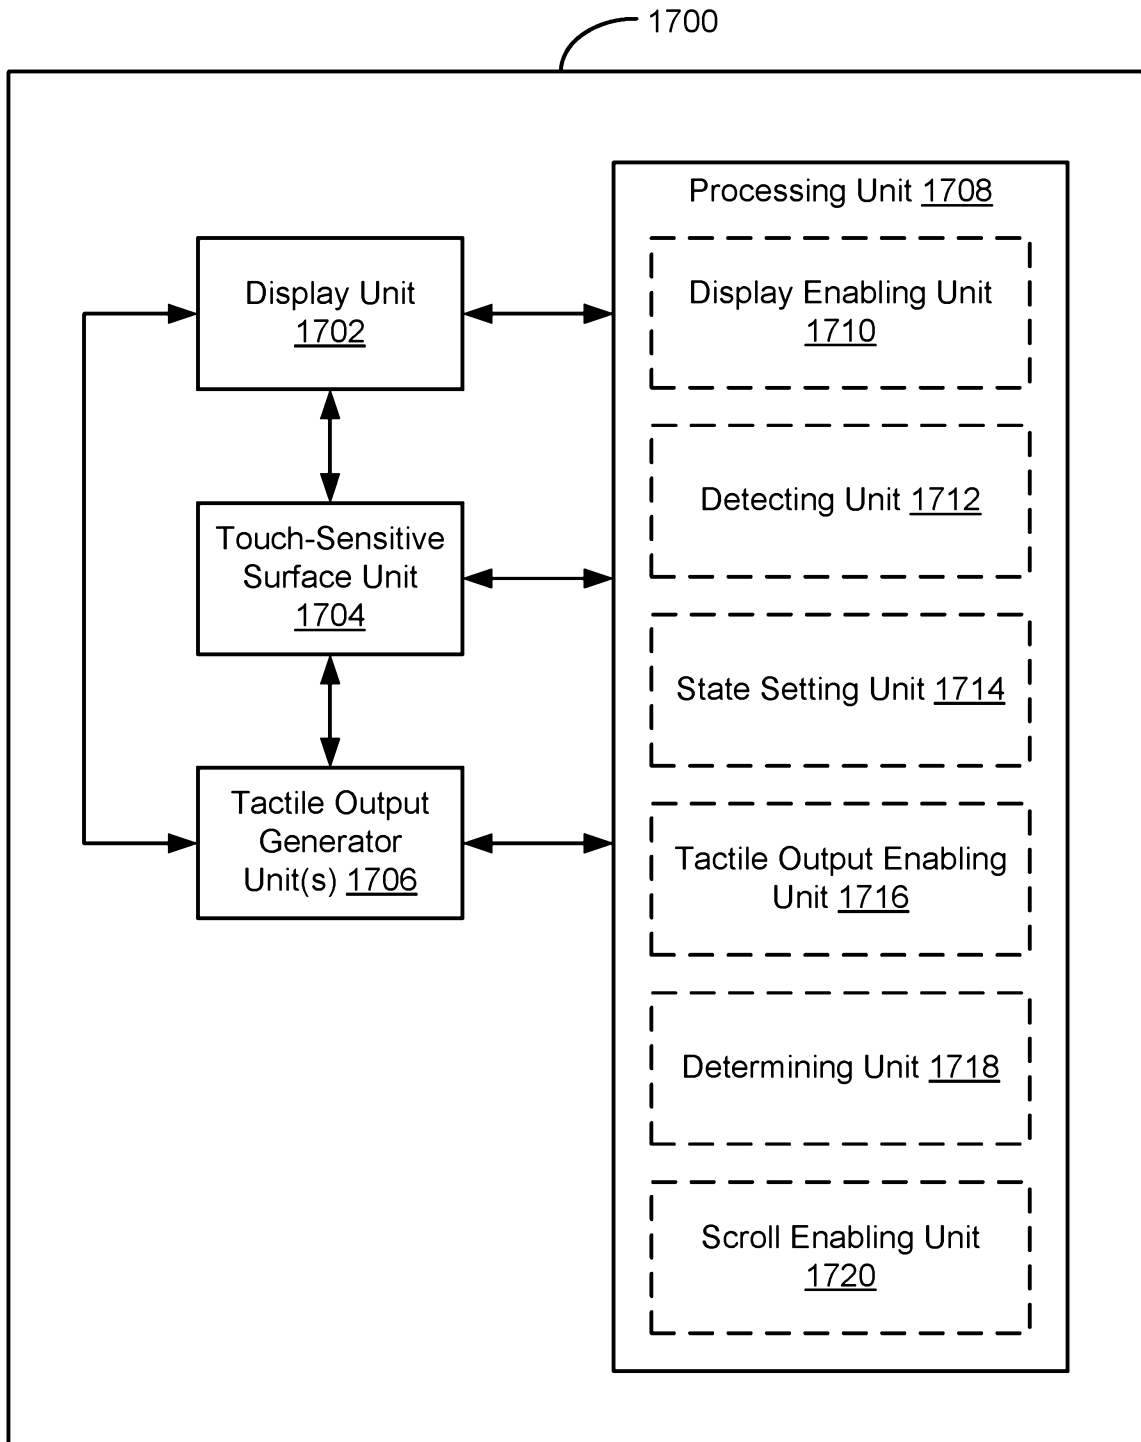 1700
Processing Unit 1708
Display Unit
1702
Display Enabling Unit
1710
Detecting Unit 1712
Touch-Sensitive
Surface Unit
1704
State Setting Unit 1714
Tactile Output
Generator
Unit(s) 1706
Tactile Output Enabling
Unit 1716
Determining Unit 1718
Scroll Enabling Unit
1720